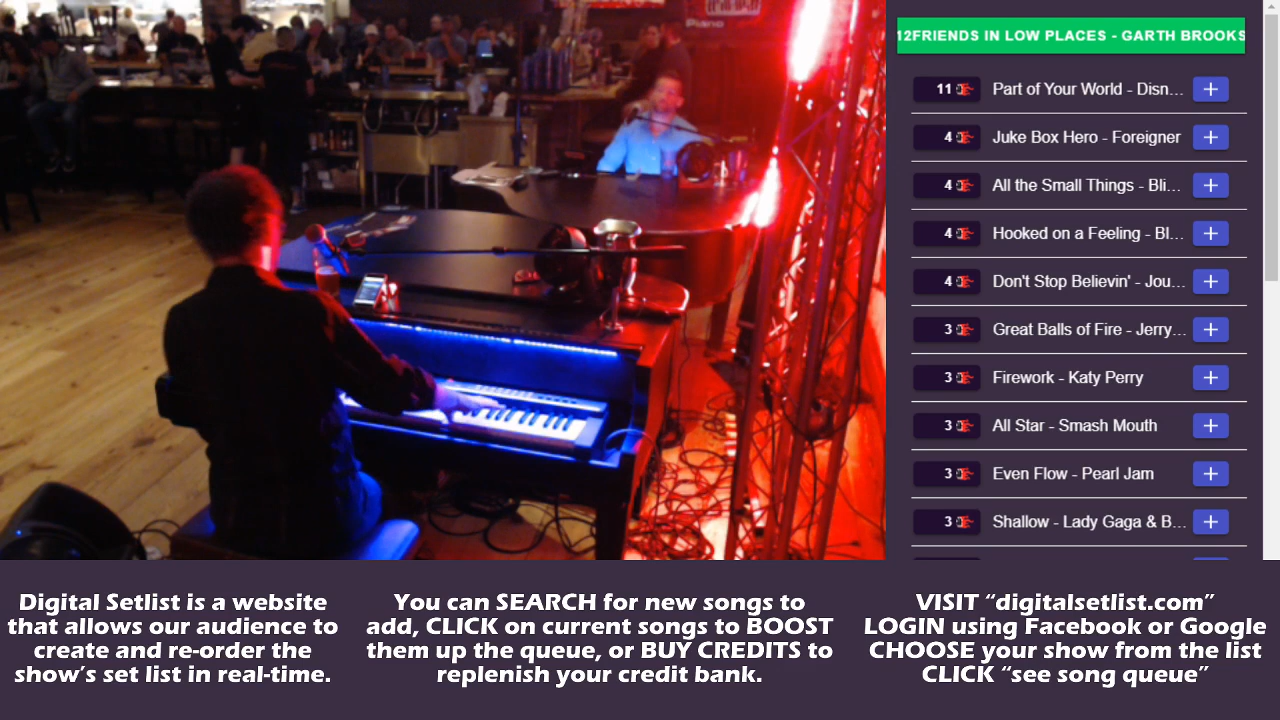 Piano
12FRIENDS IN LOW PLACES - GARTH BROOKS
11 Part of Your World - Disn...
4 Juke Box Hero - Foreigner
4 All the Small Things - Bli...
4 Hooked on a Feeling - Bl...
4 Don't Stop Believin' - Jou...
3 Great Balls of Fire - Jerry...
3 Firework - Katy Perry
3 All Star - Smash Mouth
3 Even Flow - Pearl Jam
3 Shallow - Lady Gaga & B...
Digital Setlist is a website
that allows our audience to
create and re-order the
show's set list in real-time.
You can SEARCH for new songs to
add, CLICK on current songs to BOOST
them up the queue, or BUY CREDITS to
replenish your credit bank.
VISIT “digitalsetlist.com”
LOGIN using Facebook or Google
CHOOSE your show from the list
CLICK “see song queue”